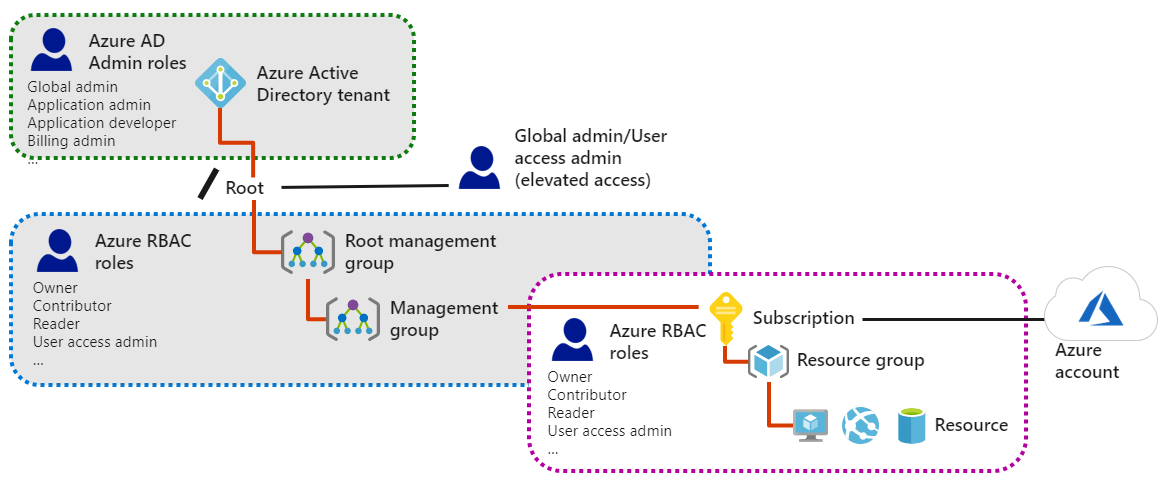 Azure AD
Admin roles
Global admin
Application admin
Application developer
Billing admin
...
Azure Active
Directory tenant
Global admin/User
access admin
(elevated access)
/
Root
Azure RBAC
roles
Owner
Contributor
Reader
User access admin
...
Root management
group
Management
group
Azure RBAC
roles
Owner
Contributor
Reader
User access admin
...
Subscription
Resource group
Resource
Azure
account